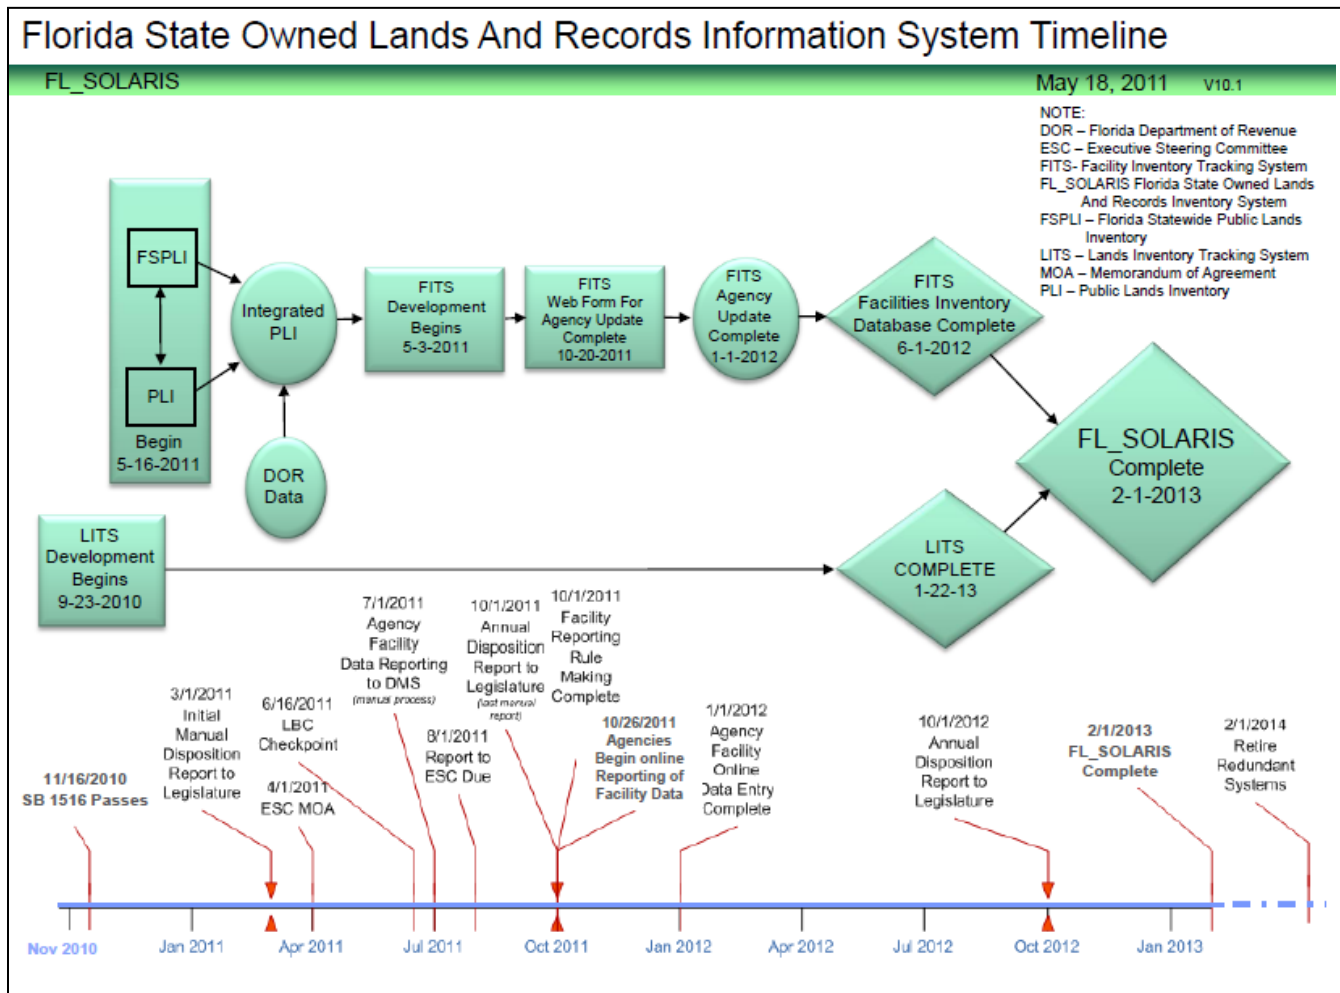 Florida State Owned Lands And Records Information System Timeline
FL_SOLARIS
May 18, 2011 V10.1
NOTE:
DOR – Florida Department of Revenue
ESC – Executive Steering Committee
FITS- Facility Inventory Tracking System
FL_SOLARIS Florida State Owned Lands
And Records Inventory System
FSPLI – Florida Statewide Public Lands
Inventory
LITS – Lands Inventory Tracking System
MOA – Memorandum of Agreement
PLI – Public Lands Inventory
FSPLI
PLI
Begin
5-16-2011
Integrated
PLI
DOR
Data
FITS
Development
Begins
5-3-2011
FITS
Web Form For
Agency Update
Complete
10-20-2011
FITS
Agency
Update
Complete
1-1-2012
FITS
Facilities Inventory
Database Complete
6-1-2012
FL_SOLARIS
Complete
2-1-2013
LITS
Development
Begins
9-23-2010
LITS
COMPLETE
1-22-13
11/16/2010
SB 1516 Passes
3/1/2011
Initial
Manual
Disposition
Report to
Legislature
6/16/2011
LBC
Checkpoint
4/1/2011
ESC MOA
7/1/2011
Agency
Facility
Data Reporting
to DMS
(manual process)
8/1/2011
Report to
ESC Due
10/1/2011
Annual
Disposition
Report to
Legislature
(last manual
report)
10/1/2011
Facility
Reporting
Rule
Making
Complete
10/26/2011
Agencies
Begin online
Reporting of
Facility Data
1/1/2012
Agency
Facility
Online
Data Entry
Complete
10/1/2012
Annual
Disposition
Report to
Legislature
2/1/2013
FL_SOLARIS
Complete
2/1/2014
Retire
Redundant
Systems
Nov 2010
Jan 2011
Apr 2011
Jul 2011
Oct 2011
Jan 2012
Apr 2012
Jul 2012
Oct 2012
Jan 2013